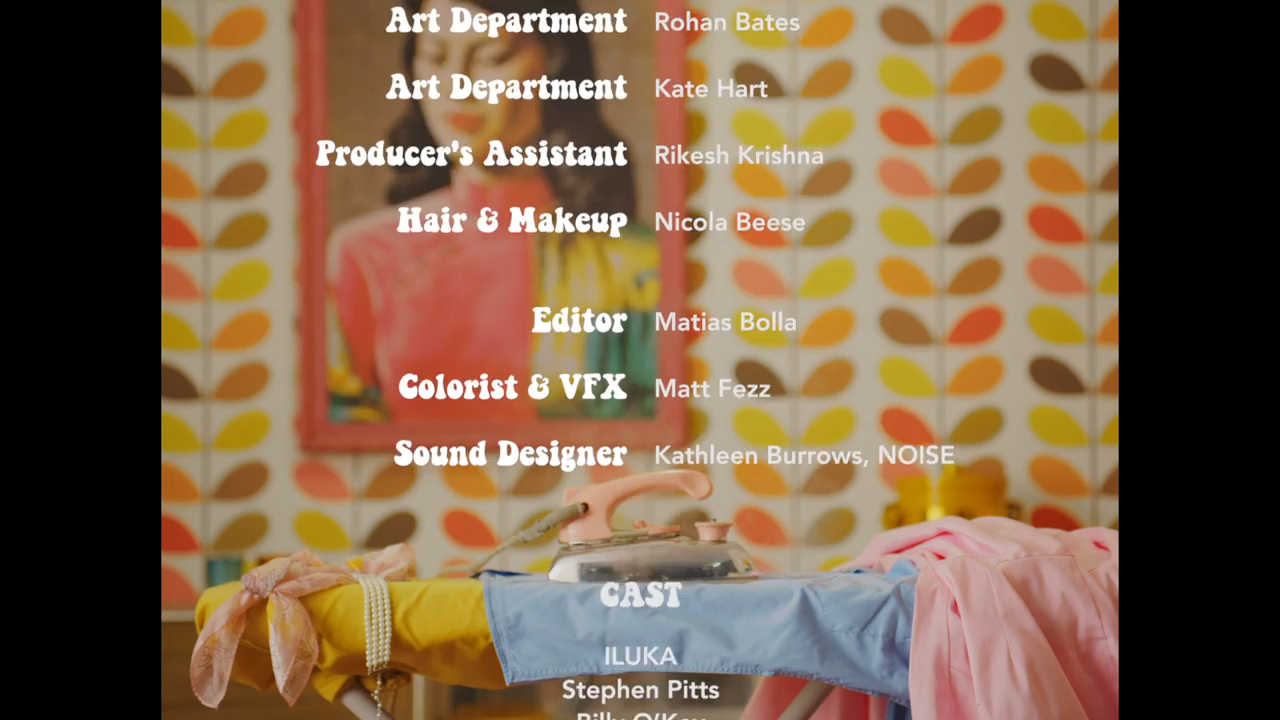 Art Department Rohan Bates
Art Department Kate Hart
Producer's Assistant Rikesh Krishna
Hair & Makeup Nicola Beese
Editor Matias Bolla
Colorist & VFX Matt Fezz
Sound Designer Kathleen Burrows, NOISE
CAST
ILUKA
Stephen Pitts